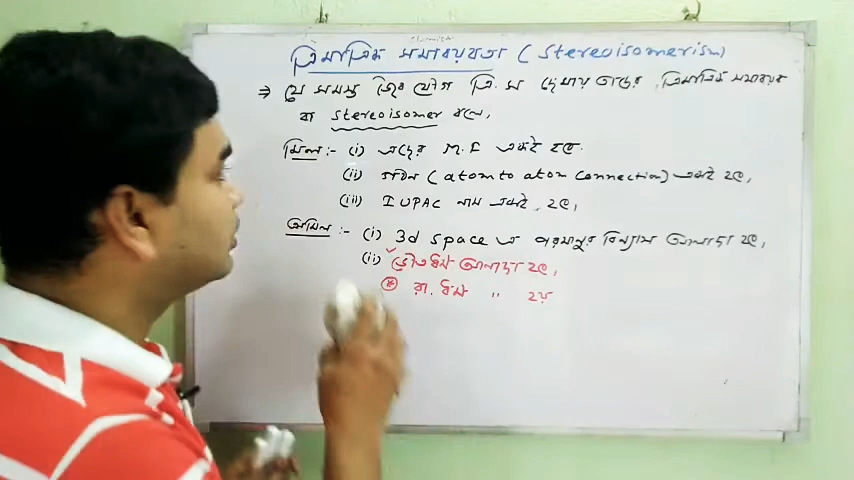 ত্রিমাত্রিক সমাবয়বতা (Stereoisomerism)
⇒ যে সমস্ত জৈব যৌগ ত্রি.স দেখায় তাদের ত্রিমাত্রিক সমাবয়ব
বা Stereoisomer বলে,
মিল :- (i) এদের M.F একই হবে.
(ii) গঠন (atom to atom connection) একই হবে,
(iii) IUPAC নাম একই হবে,
অমিল :- (i) 3d space এ পরমানুর বিন্যাস আলাদা হবে,
(ii) ভৌত ধর্ম আলাদা হবে,
* রা. ধর্ম " হয়